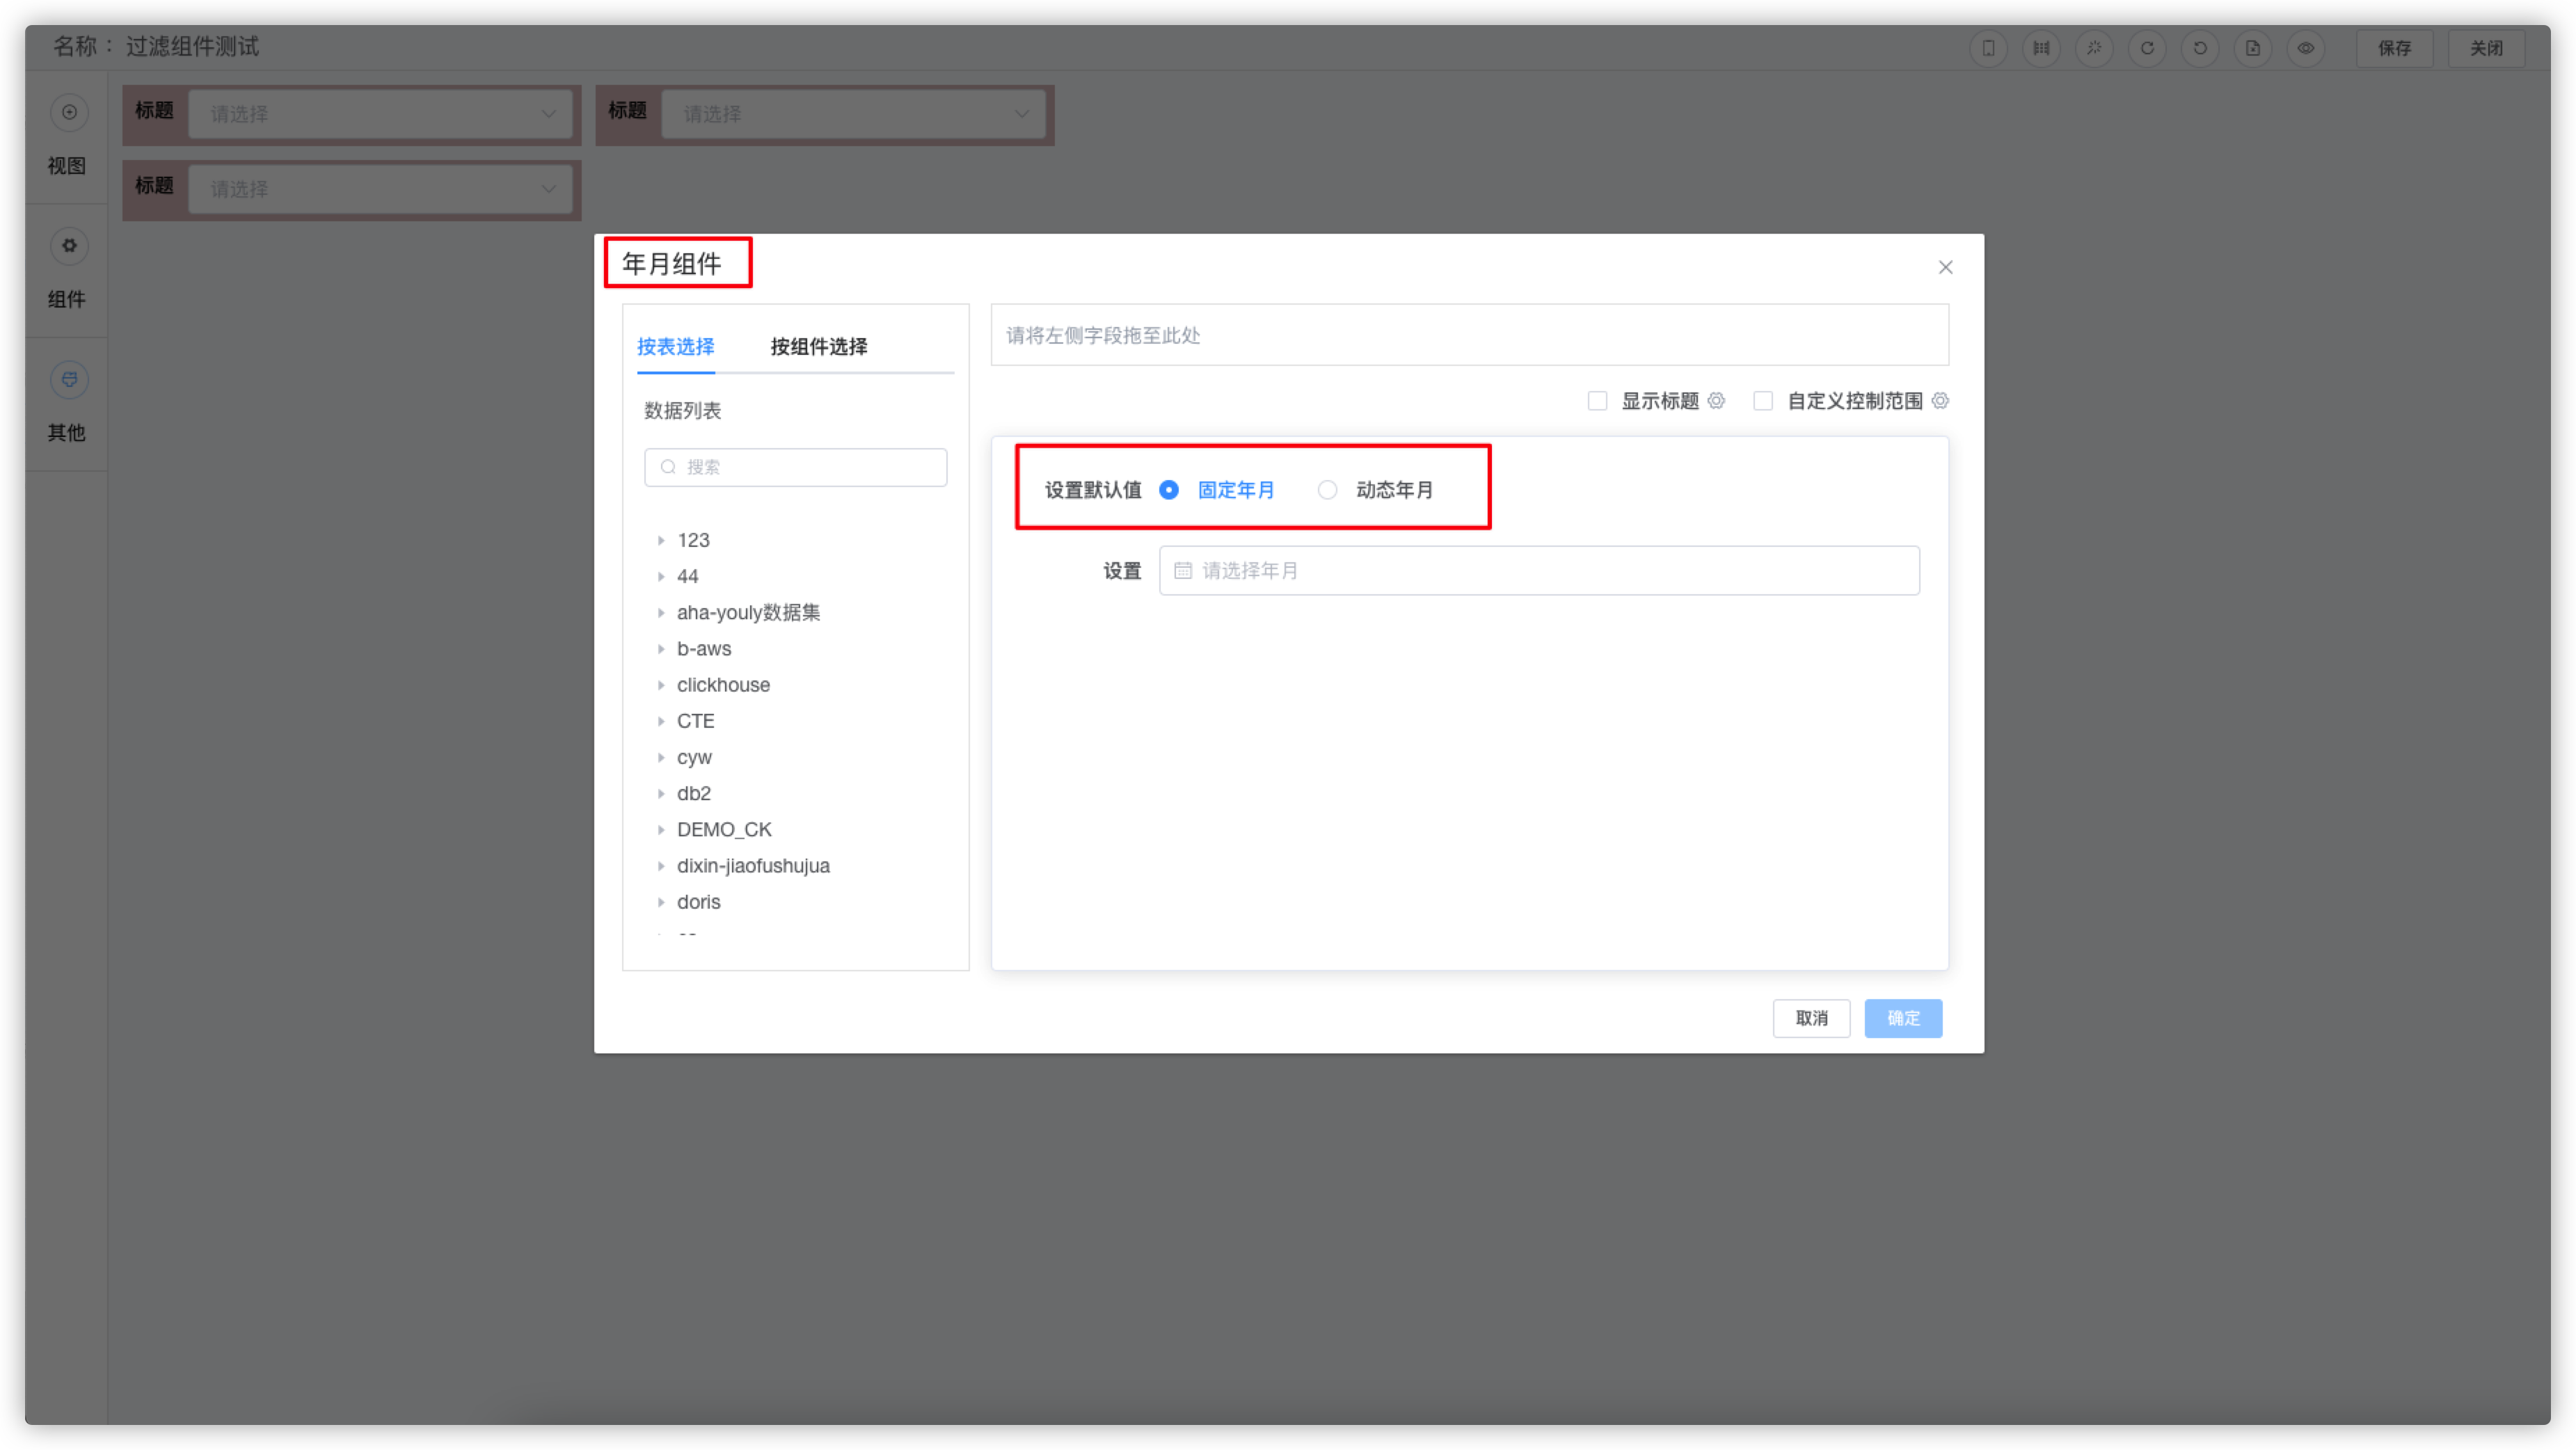 名称： 过滤组件测试
保存
关闭
视图
组件
其他
标题 请选择
标题 请选择
标题 请选择
年月组件
按表选择 按组件选择
数据列表
搜索
123
44
aha-youly数据集
b-aws
clickhouse
CTE
cyw
db2
DEMO_CK
dixin-jiaofushujua
doris
请将左侧字段拖至此处
显示标题 自定义控制范围
设置默认值 固定年月 动态年月
设置 请选择年月
取消 确定